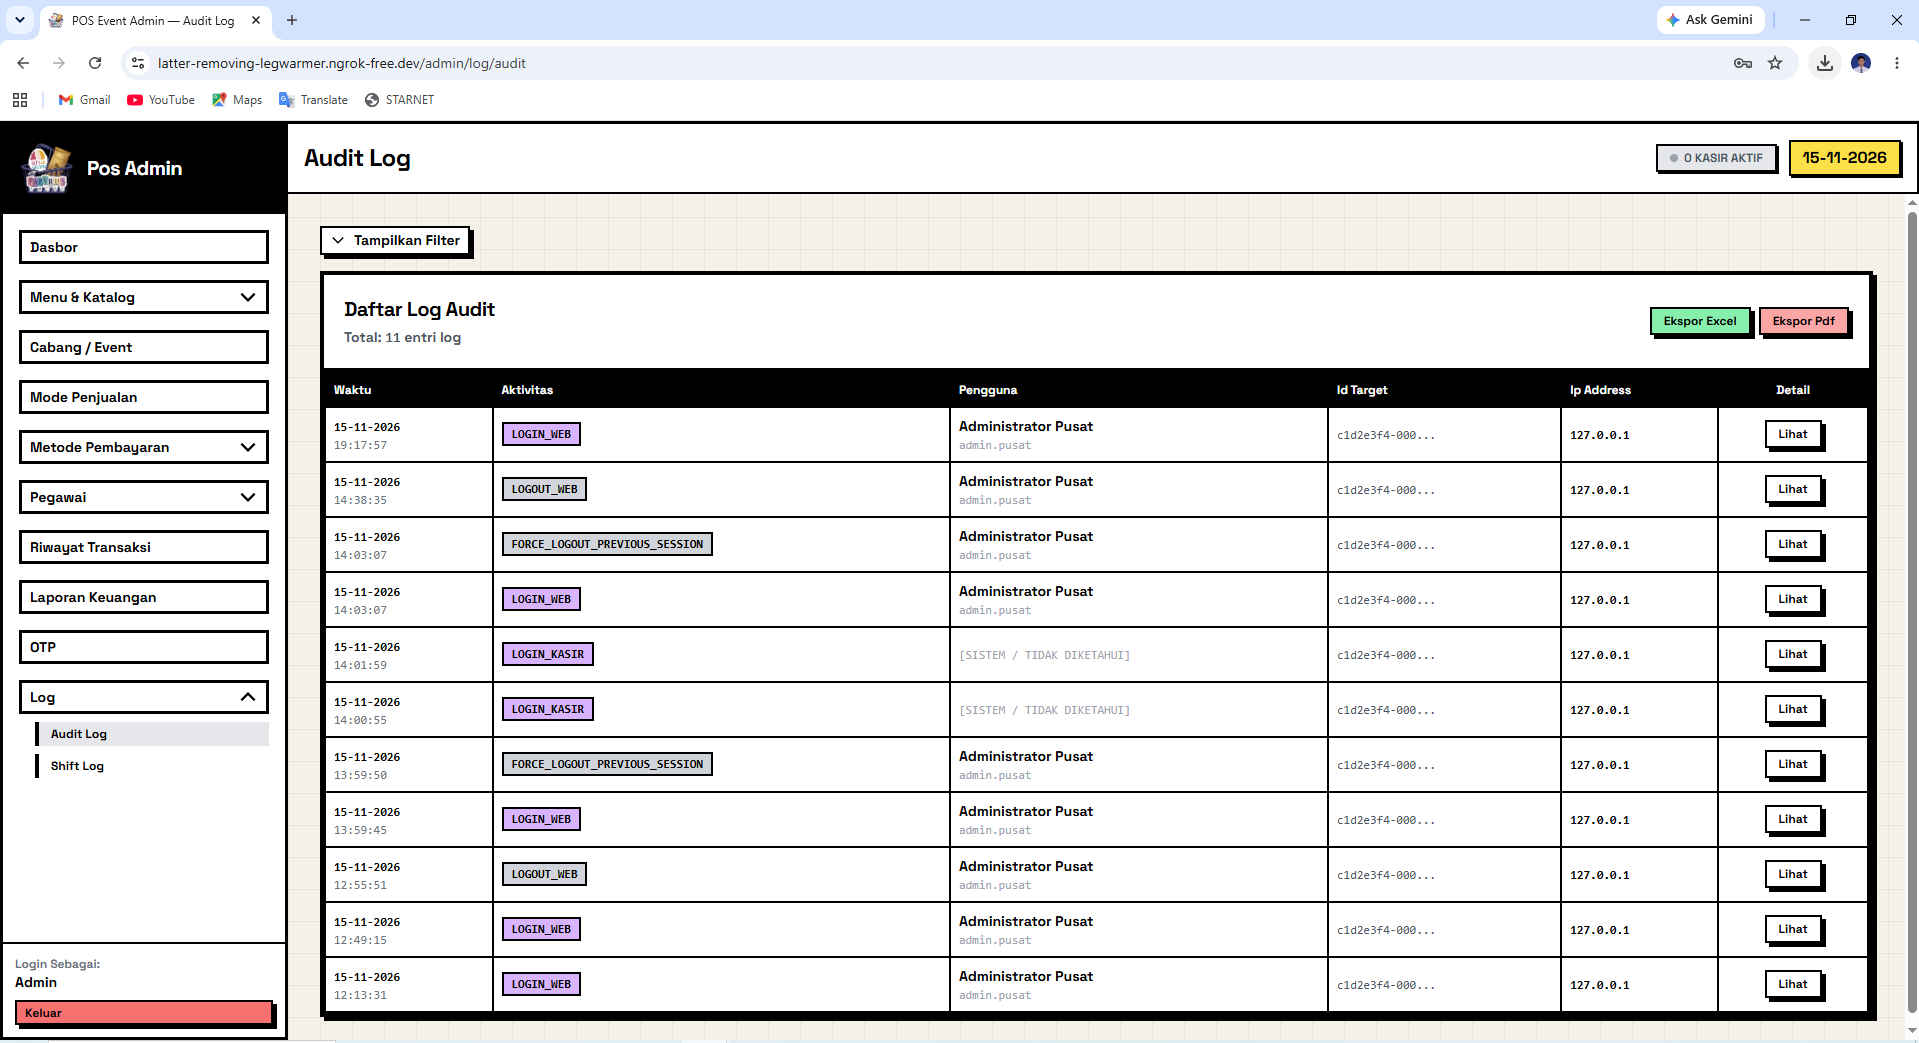 POS Event Admin — Audit Log
Ask Gemini
latter-removing-legwarmer.ngrok-free.dev/admin/log/audit
Gmail
YouTube
Maps
Translate
STARNET
Pos Admin
Dasbor
Menu & Katalog
Cabang / Event
Mode Penjualan
Metode Pembayaran
Pegawai
Riwayat Transaksi
Laporan Keuangan
OTP
Log
Audit Log
Shift Log
Login Sebagai:
Admin
Keluar
Audit Log
0 KASIR AKTIF
15-11-2026
Tampilkan Filter
Daftar Log Audit
Total: 11 entri log
Ekspor Excel
Ekspor Pdf
Waktu Aktivitas Pengguna Id Target Ip Address Detail
15-11-2026 19:17:57 LOGIN_WEB Administrator Pusat admin.pusat c1d2e3f4-000... 127.0.0.1 Lihat
15-11-2026 14:38:35 LOGOUT_WEB Administrator Pusat admin.pusat c1d2e3f4-000... 127.0.0.1 Lihat
15-11-2026 14:03:07 FORCE_LOGOUT_PREVIOUS_SESSION Administrator Pusat admin.pusat c1d2e3f4-000... 127.0.0.1 Lihat
15-11-2026 14:03:07 LOGIN_WEB Administrator Pusat admin.pusat c1d2e3f4-000... 127.0.0.1 Lihat
15-11-2026 14:01:59 LOGIN_KASIR [SISTEM / TIDAK DIKETAHUI] c1d2e3f4-000... 127.0.0.1 Lihat
15-11-2026 14:00:55 LOGIN_KASIR [SISTEM / TIDAK DIKETAHUI] c1d2e3f4-000... 127.0.0.1 Lihat
15-11-2026 13:59:50 FORCE_LOGOUT_PREVIOUS_SESSION Administrator Pusat admin.pusat c1d2e3f4-000... 127.0.0.1 Lihat
15-11-2026 13:59:45 LOGIN_WEB Administrator Pusat admin.pusat c1d2e3f4-000... 127.0.0.1 Lihat
15-11-2026 12:55:51 LOGOUT_WEB Administrator Pusat admin.pusat c1d2e3f4-000... 127.0.0.1 Lihat
15-11-2026 12:49:15 LOGIN_WEB Administrator Pusat admin.pusat c1d2e3f4-000... 127.0.0.1 Lihat
15-11-2026 12:13:31 LOGIN_WEB Administrator Pusat admin.pusat c1d2e3f4-000... 127.0.0.1 Lihat